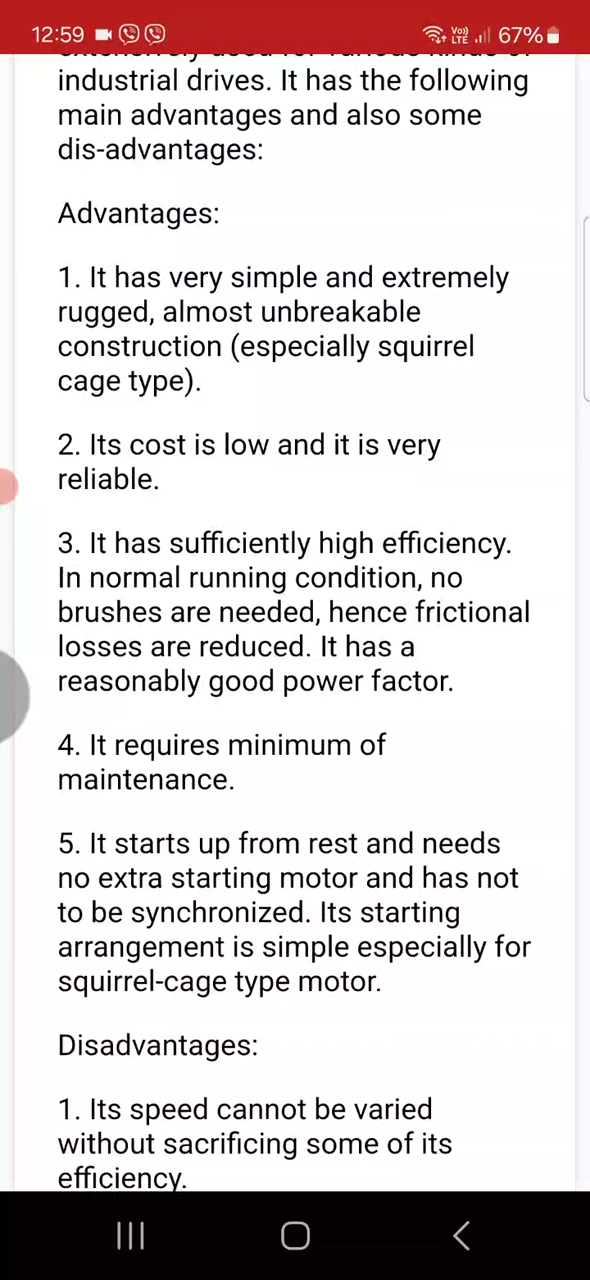 12:59
Vo))
LTE
67%
industrial drives. It has the following
main advantages and also some
dis-advantages:
Advantages:
1. It has very simple and extremely
rugged, almost unbreakable
construction (especially squirrel
cage type).
2. Its cost is low and it is very
reliable.
3. It has sufficiently high efficiency.
In normal running condition, no
brushes are needed, hence frictional
losses are reduced. It has a
reasonably good power factor.
4. It requires minimum of
maintenance.
5. It starts up from rest and needs
no extra starting motor and has not
to be synchronized. Its starting
arrangement is simple especially for
squirrel-cage type motor.
Disadvantages:
1. Its speed cannot be varied
without sacrificing some of its
efficiency.